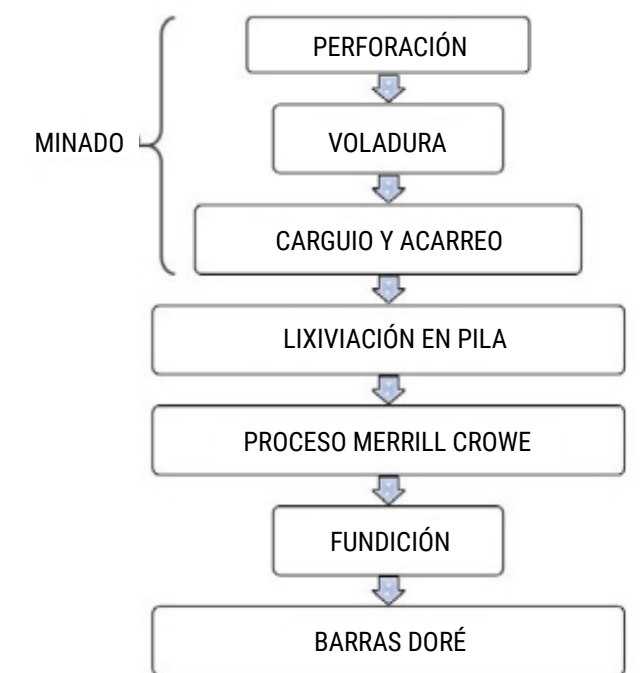 PERFORACIÓN
MINADO
VOLADURA
CARGUIO Y ACARREO
LIXIVIACIÓN EN PILA
PROCESO MERRILL CROWE
FUNDICIÓN
BARRAS DORÉ